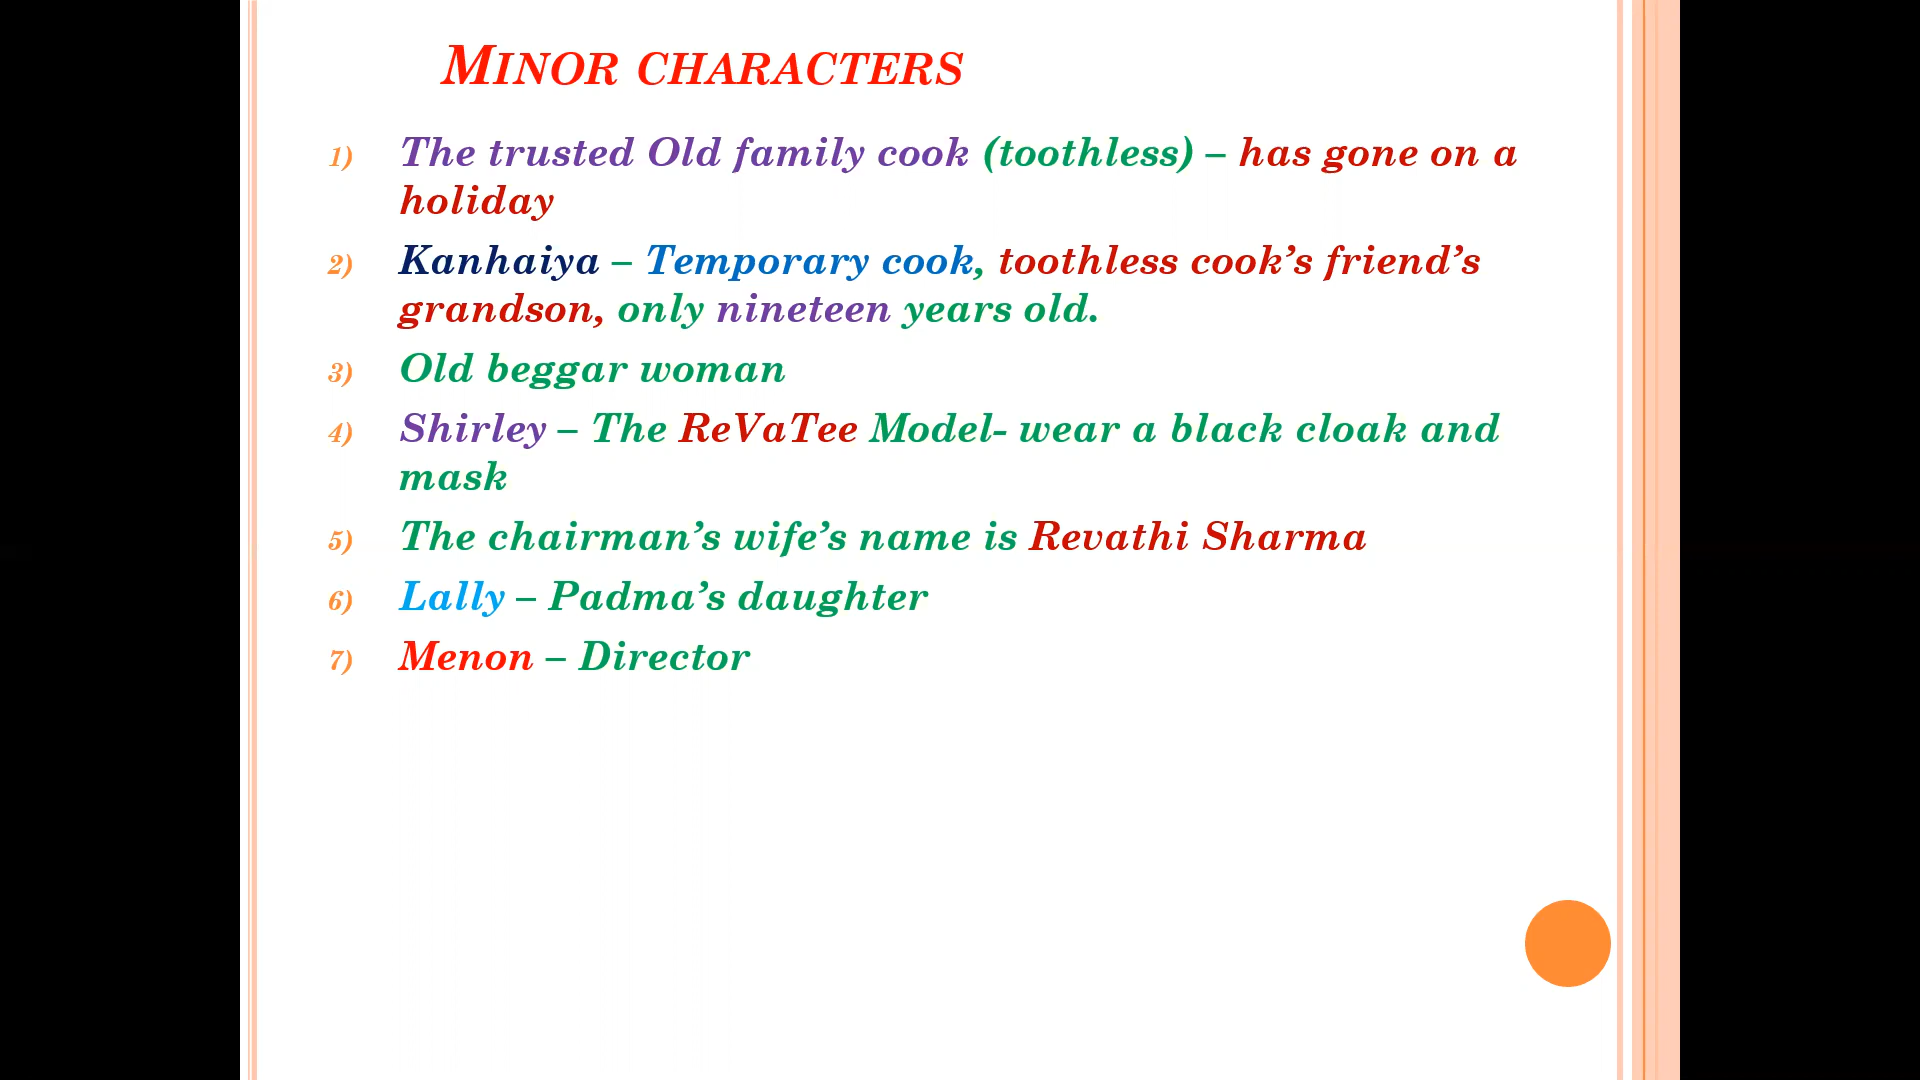 MINOR CHARACTERS
1) The trusted Old family cook (toothless) – has gone on a
holiday
2) Kanhaiya – Temporary cook, toothless cook’s friend’s
grandson, only nineteen years old.
3) Old beggar woman
4) Shirley – The ReVaTee Model- wear a black cloak and
mask
5) The chairman’s wife’s name is Revathi Sharma
6) Lally – Padma’s daughter
7) Menon – Director